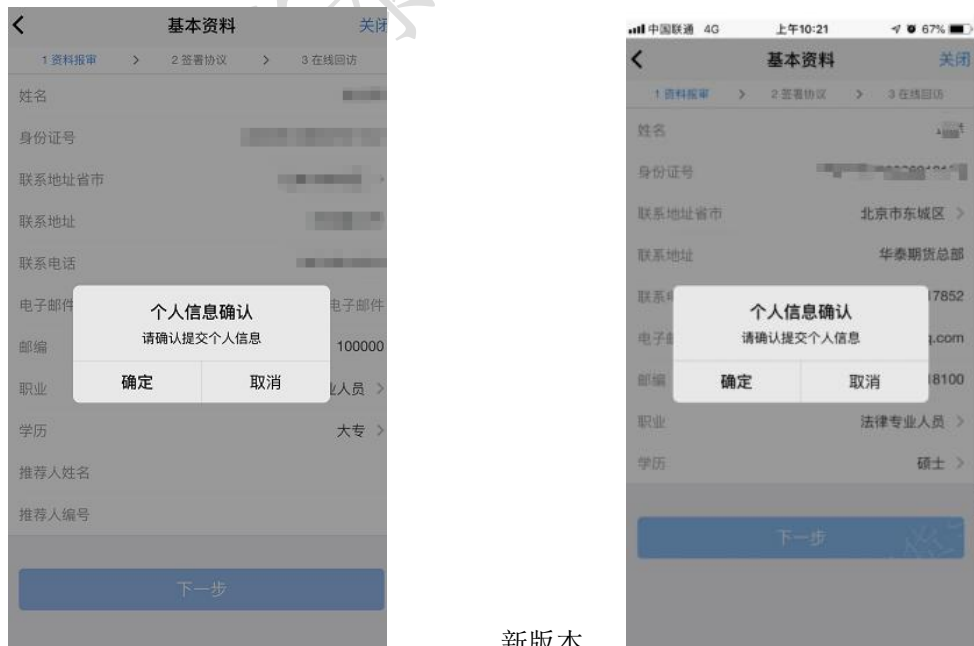 基本资料 关闭
1 资料报审 > 2 签署协议 > 3 在线回访
姓名
身份证号
联系地址省市 >
联系地址
联系电话
电子邮件 电子邮件
邮编 100000
职业 业人员 >
学历 大专 >
推荐人姓名
推荐人编号
个人信息确认
请确认提交个人信息
确定 取消
下一步
新版本
中国联通 4G 上午10:21 67%
基本资料 关闭
1 资料报审 > 2 签署协议 > 3 在线回访
姓名
身份证号
联系地址省市 北京市东城区 >
联系地址 华泰期货总部
联系 17852
电子 .com
邮编 18100
职业 法律专业人员 >
学历 硕士 >
个人信息确认
请确认提交个人信息
确定 取消
下一步